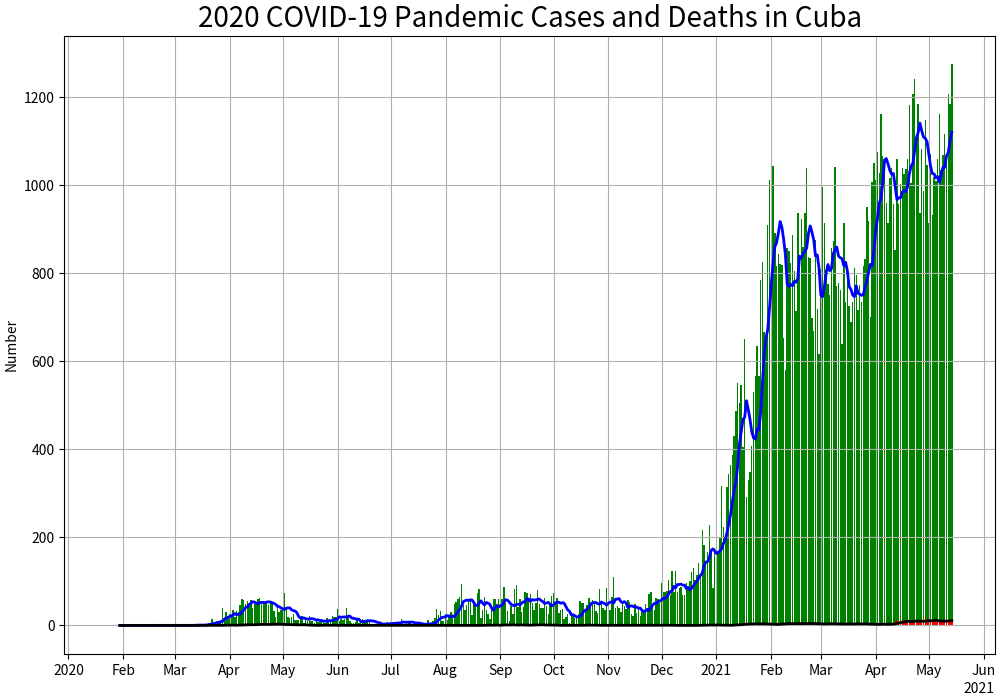 2020 COVID-19 Pandemic Cases and Deaths in Cuba
Number
1200
1000
800
600
400
200
0
2020 Feb Mar Apr May Jun Jul Aug Sep Oct Nov Dec 2021 Feb Mar Apr May Jun
2021